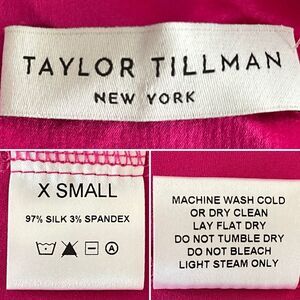 TAYLOR TILLMAN
NEW YORK
X SMALL
97% SILK 3% SPANDEX
A
MACHINE WASH COLD
OR DRY CLEAN
LAY FLAT DRY
DO NOT TUMBLE DRY
DO NOT BLEACH
LIGHT STEAM ONLY